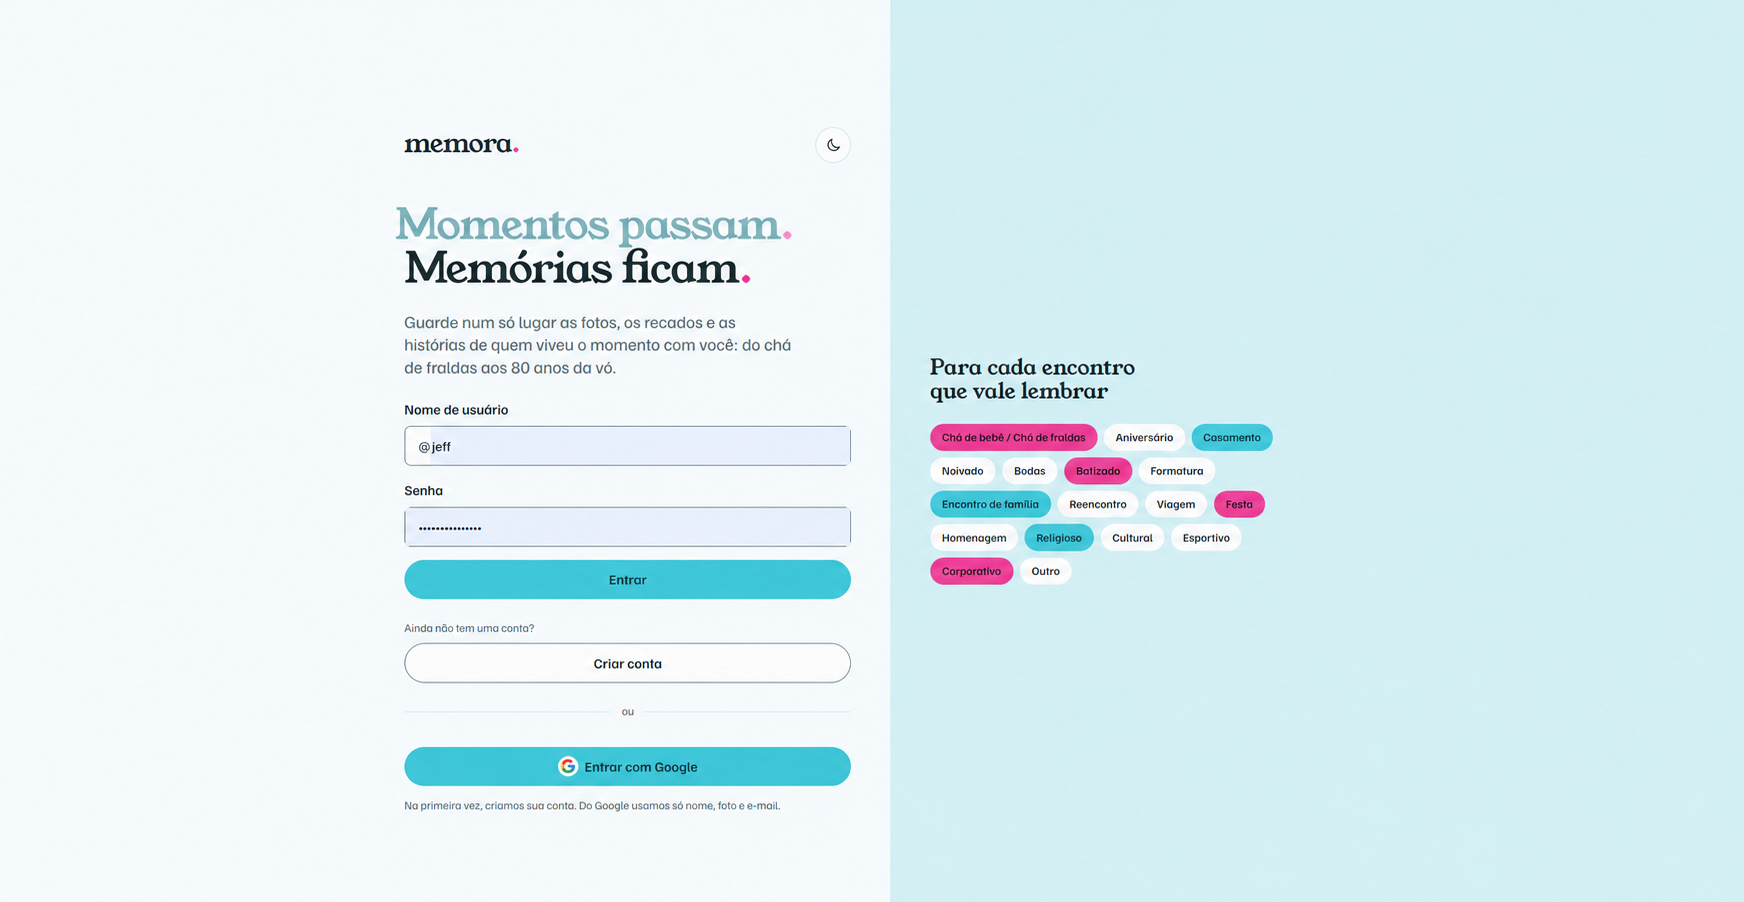 memora.
Momentos passam.
Memórias ficam.
Guarde num só lugar as fotos, os recados e as
histórias de quem viveu o momento com você: do chá
de fraldas aos 80 anos da vó.
Nome de usuário
@jeff
Senha
•••••••••••••••
Entrar
Ainda não tem uma conta?
Criar conta
ou
Entrar com Google
Na primeira vez, criamos sua conta. Do Google usamos só nome, foto e e-mail.
Para cada encontro
que vale lembrar
Chá de bebê / Chá de fraldas Aniversário Casamento
Noivado Bodas Batizado Formatura
Encontro de família Reencontro Viagem Festa
Homenagem Religioso Cultural Esportivo
Corporativo Outro